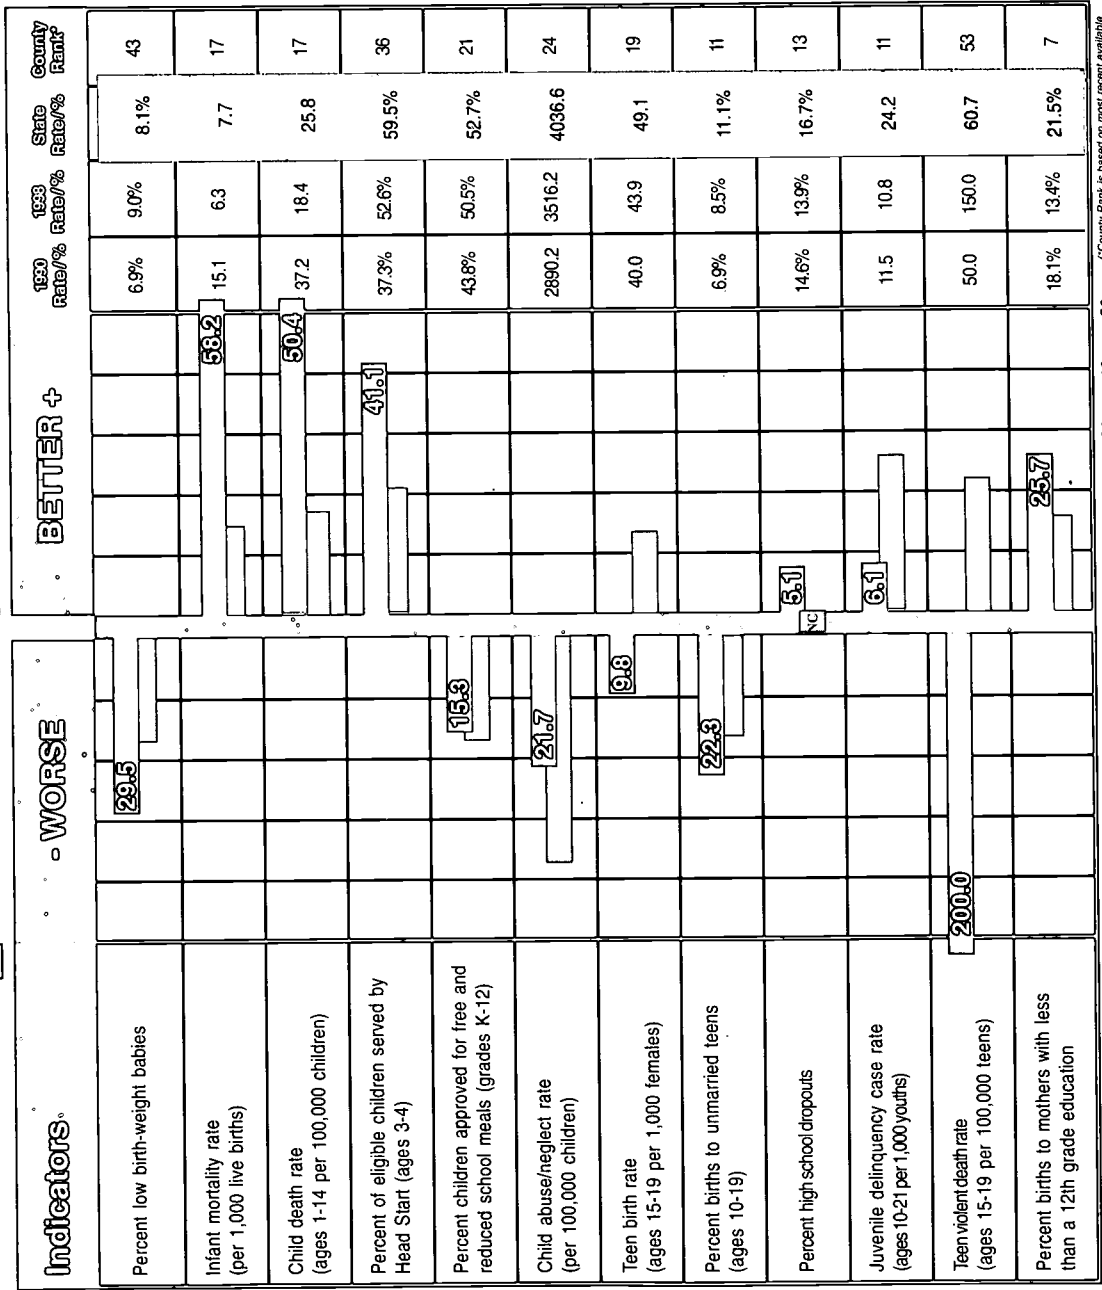 Indicators
- WORSE
BETTER +
1990 Rate/%
1998 Rate/%
State Rate/%
County Rank*
Percent low birth-weight babies
29.5
6.9%
9.0%
8.1%
43
Infant mortality rate
(per 1,000 live births)
58.2
15.1
6.3
7.7
17
Child death rate
(ages 1-14 per 100,000 children)
50.4
37.2
18.4
25.8
17
Percent of eligible children served by
Head Start (ages 3-4)
41.1
37.3%
52.6%
59.5%
36
Percent children approved for free and
reduced school meals (grades K-12)
15.3
43.8%
50.5%
52.7%
21
Child abuse/neglect rate
(per 100,000 children)
21.7
2890.2
3516.2
4036.6
24
Teen birth rate
(ages 15-19 per 1,000 females)
9.8
40.0
43.9
49.1
19
Percent births to unmarried teens
(ages 10-19)
22.3
6.9%
8.5%
11.1%
11
Percent high school dropouts
NC
5.1
14.6%
13.9%
16.7%
13
Juvenile delinquency case rate
(ages 10-21 per 1,000 youths)
6.1
11.5
10.8
24.2
11
Teen violent death rate
(ages 15-19 per 100,000 teens)
200.0
50.0
150.0
60.7
53
Percent births to mothers with less
than a 12th grade education
25.7
18.1%
13.4%
21.5%
7
(*County Rank is based on most recent available